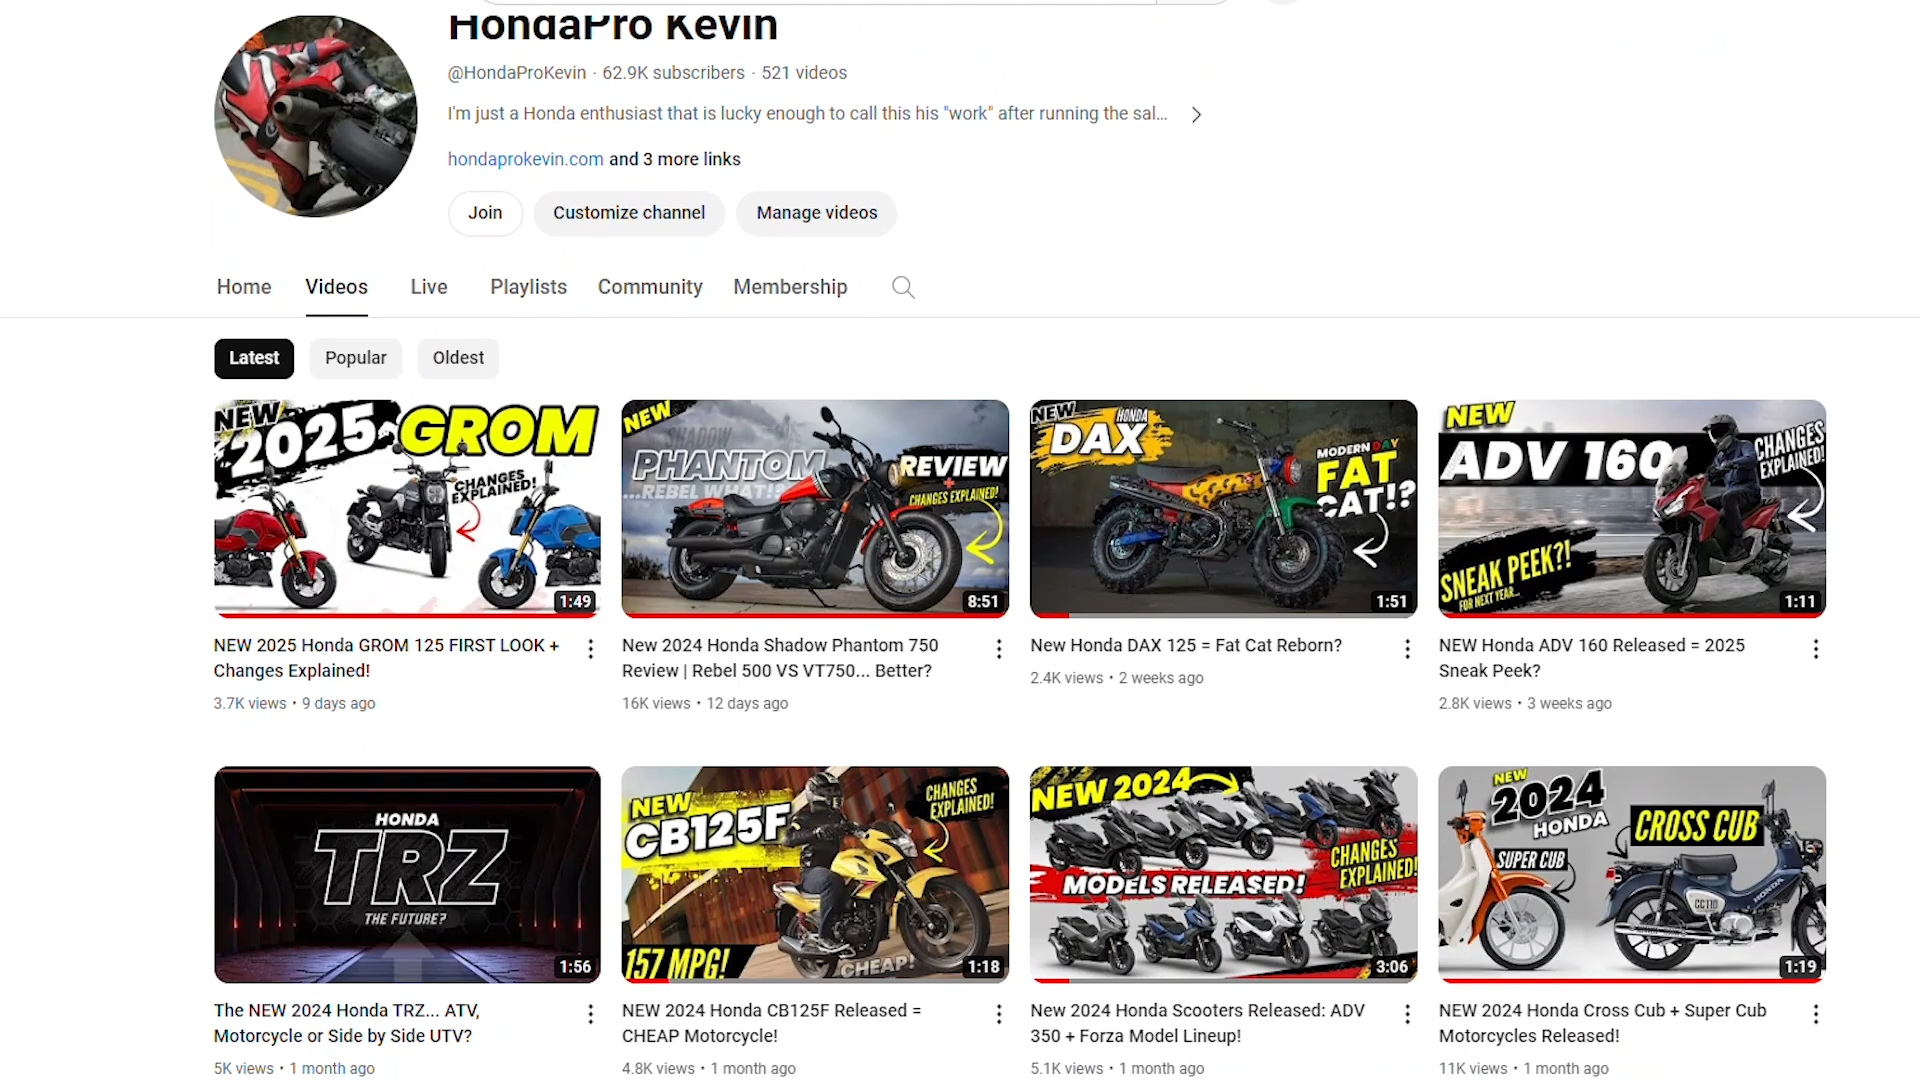 HondaPro Kevin
@HondaProKevin · 62.9K subscribers · 521 videos
I'm just a Honda enthusiast that is lucky enough to call this his "work" after running the sal...
hondaprokevin.com and 3 more links
Join Customize channel Manage videos
Home Videos Live Playlists Community Membership
Latest Popular Oldest
NEW
2025
GROM
CHANGES
EXPLAINED!
1:49
NEW
SHADOW
PHANTOM
...REBEL WHAT!?
REVIEW
+
CHANGES EXPLAINED!
8:51
NEW
HONDA
DAX
MODERN DAY
FAT
CAT!?
1:51
NEW
ADV 160
CHANGES
EXPLAINED!
SNEAK PEEK?!
FOR NEXT YEAR...
1:11
NEW 2025 Honda GROM 125 FIRST LOOK +
Changes Explained!
3.7K views · 9 days ago
New 2024 Honda Shadow Phantom 750
Review | Rebel 500 VS VT750... Better?
16K views · 12 days ago
New Honda DAX 125 = Fat Cat Reborn?
2.4K views · 2 weeks ago
NEW Honda ADV 160 Released = 2025
Sneak Peek?
2.8K views · 3 weeks ago
HONDA
TRZ
THE FUTURE?
1:56
NEW
CB125F
CHANGES
EXPLAINED!
157 MPG!
CHEAP!
1:18
NEW 2024
MODELS RELEASED!
CHANGES
EXPLAINED!
3:06
NEW
2024
HONDA
SUPER CUB
CROSS CUB
CC110
HONDA
1:19
The NEW 2024 Honda TRZ... ATV,
Motorcycle or Side by Side UTV?
5K views · 1 month ago
NEW 2024 Honda CB125F Released =
CHEAP Motorcycle!
4.8K views · 1 month ago
New 2024 Honda Scooters Released: ADV
350 + Forza Model Lineup!
5.1K views · 1 month ago
NEW 2024 Honda Cross Cub + Super Cub
Motorcycles Released!
11K views · 1 month ago